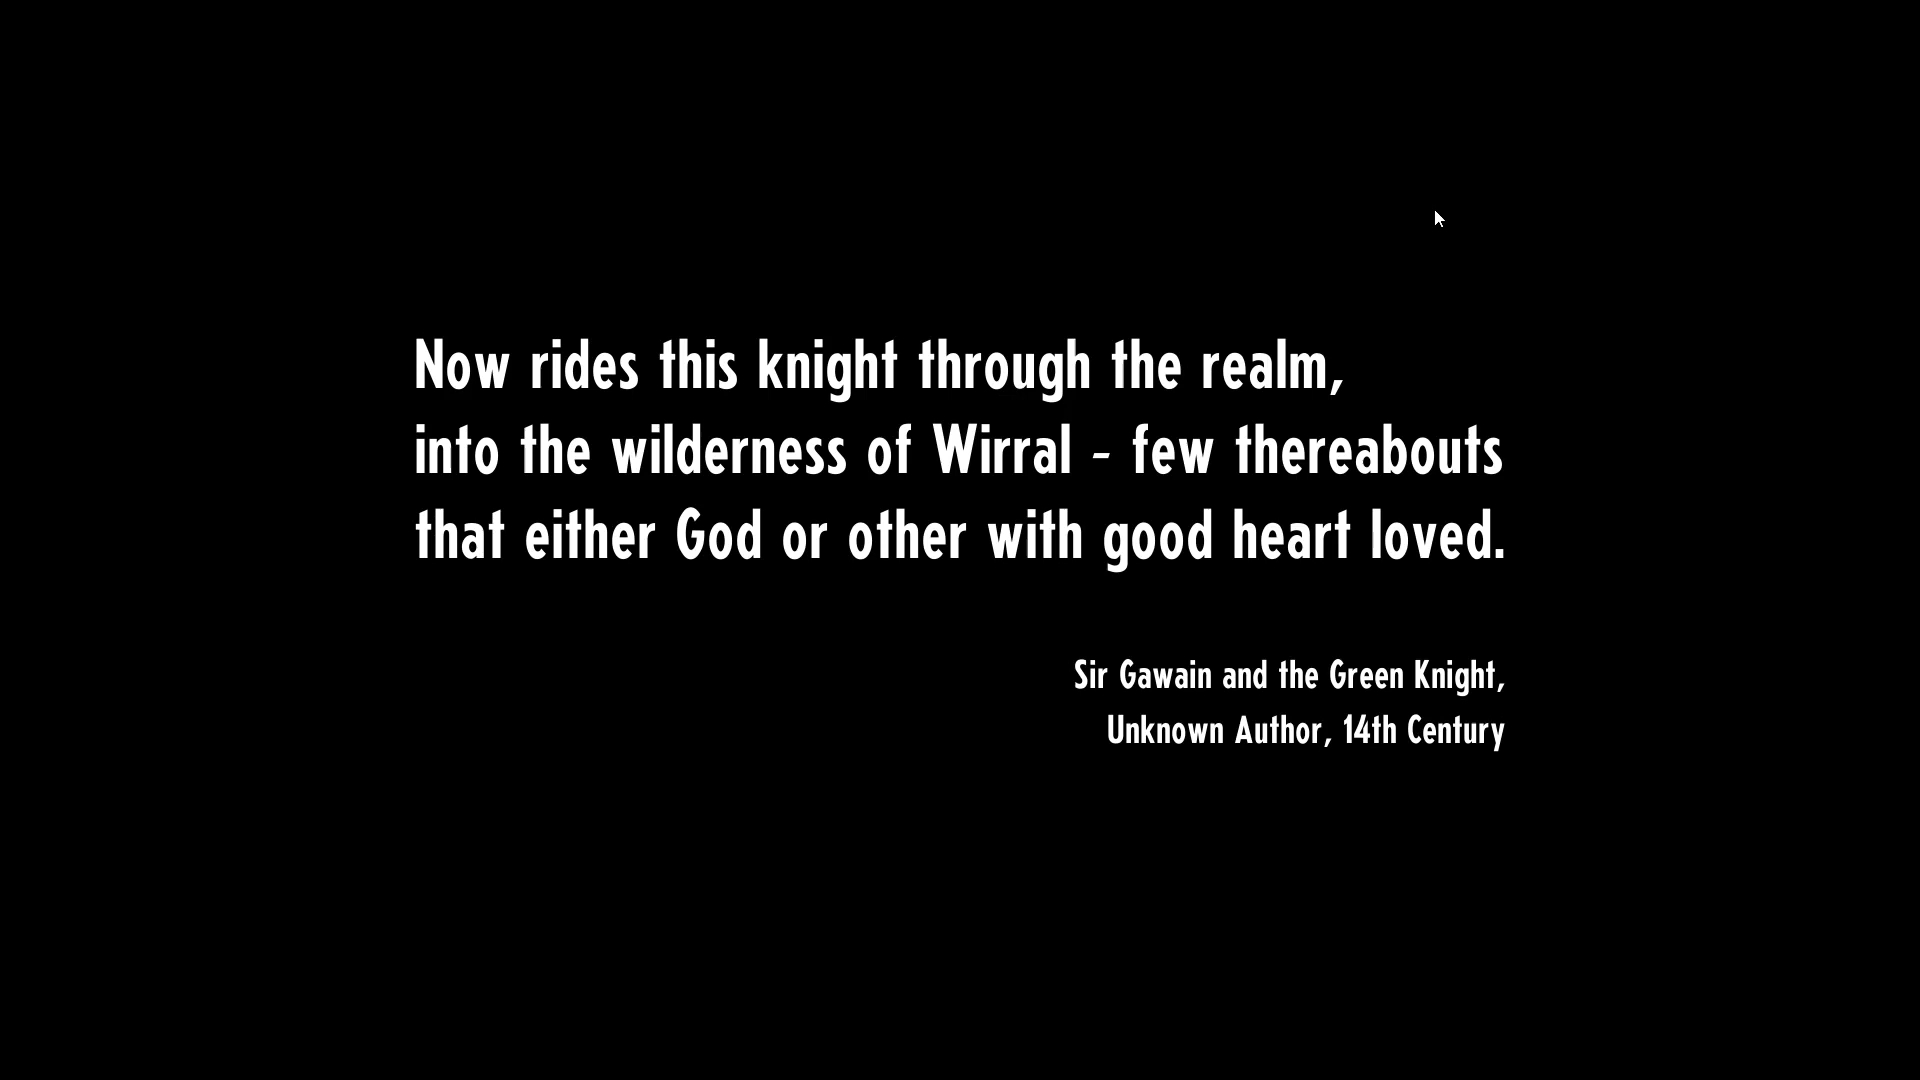 Now rides this knight through the realm,
into the wilderness of Wirral - few thereabouts
that either God or other with good heart loved.
Sir Gawain and the Green Knight,
Unknown Author, 14th Century